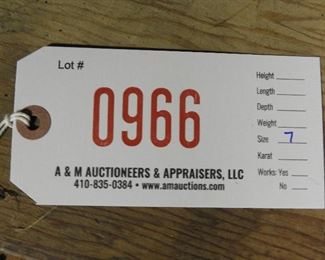 Lot #
0966
A & M AUCTIONEERS & APPRAISERS, LLC
410-835-0384 • www.amauctions.com
Height
Length
Depth
Weight
Size 7
Karat
Works: Yes
No